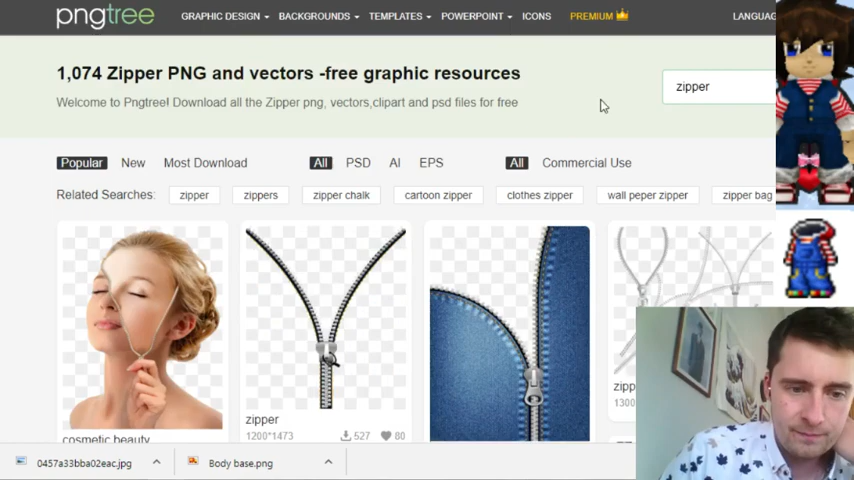 pngtree GRAPHIC DESIGN BACKGROUNDS TEMPLATES POWERPOINT ICONS PREMIUM LANGUAG
1,074 Zipper PNG and vectors -free graphic resources
zipper
Welcome to Pngtree! Download all the Zipper png, vectors,clipart and psd files for free
Popular New Most Download All PSD AI EPS All Commercial Use
Related Searches: zipper zippers zipper chalk cartoon zipper clothes zipper wall peper zipper zipper bag
cosmetic beauty
zipper
1200*1473 527 80
zipp
1300
0457a33bba02eac.jpg Body base.png